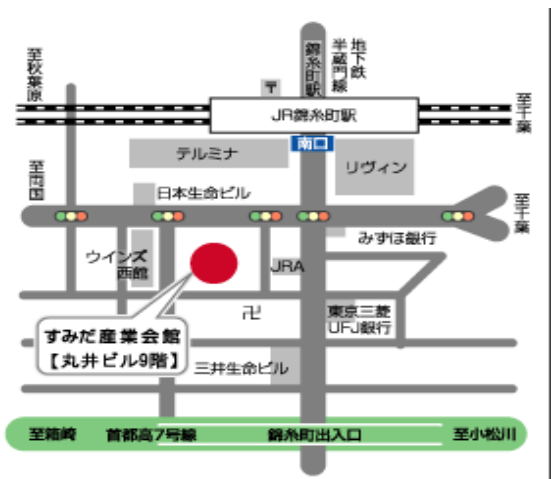 至秋葉原
錦糸町駅
半蔵門線
地下鉄
〒
至千葉
JR錦糸町駅
南口
テルミナ
リヴィン
至両国
日本生命ビル
至千葉
みずほ銀行
ウインズ
西館
JRA
卍
東京三菱
UFJ銀行
すみだ産業会館
【丸井ビル9階】
三井生命ビル
至箱崎
首都高7号線
錦糸町出入口
至小松川